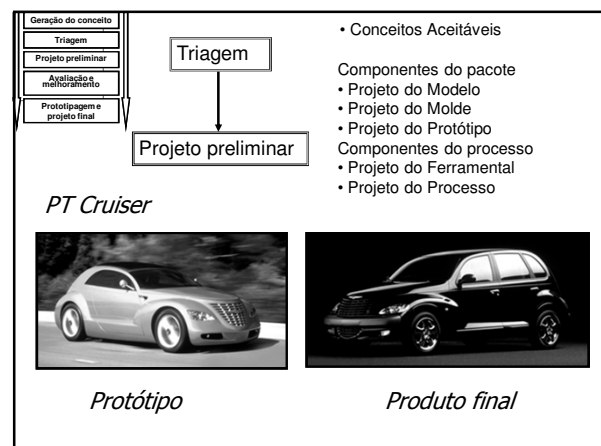 Geração do conceito
Triagem
Projeto preliminar
Avaliação e
melhoramento
Prototipagem e
projeto final
Triagem
Projeto preliminar
• Conceitos Aceitáveis
Componentes do pacote
• Projeto do Modelo
• Projeto do Molde
• Projeto do Protótipo
Componentes do processo
• Projeto do Ferramental
• Projeto do Processo
PT Cruiser
Protótipo
Produto final